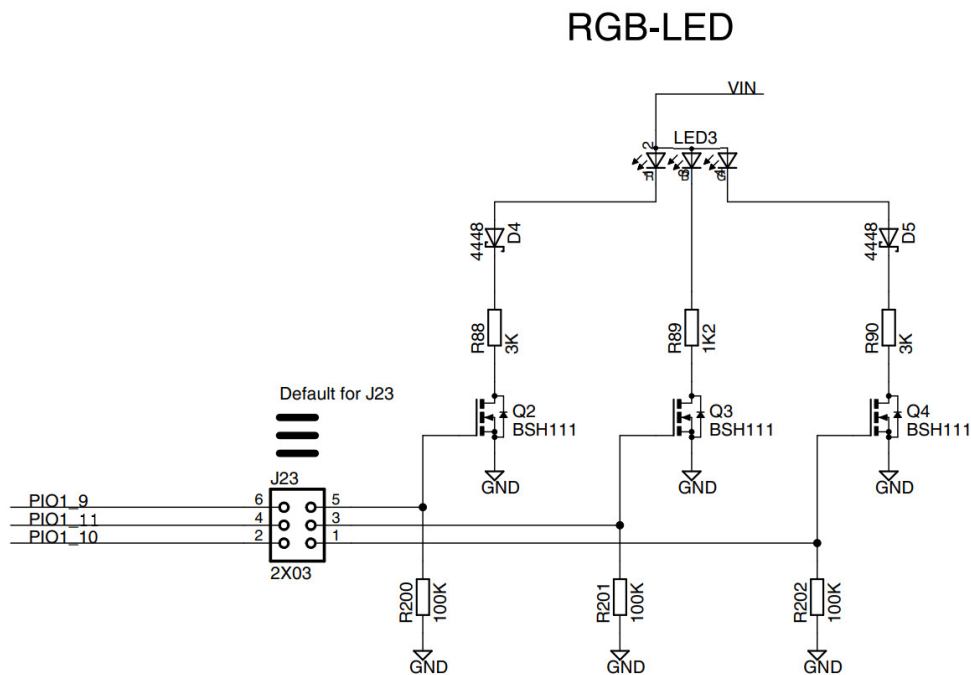 RGB-LED
VIN
LED3
2
1
R
3
B
4
G
4448
D4
4448
D5
R88
3K
R89
1K2
R90
3K
Default for J23
Q2
BSH111
Q3
BSH111
Q4
BSH111
J23
GND
GND
GND
PIO1_9
6
5
PIO1_11
4
3
PIO1_10
2
1
2X03
R200
100K
R201
100K
R202
100K
GND
GND
GND